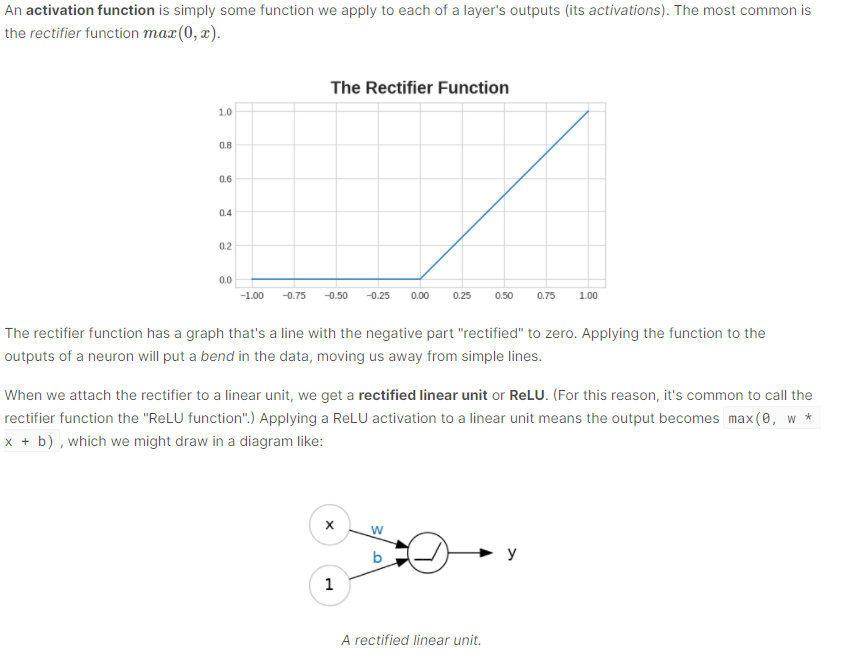 An activation function is simply some function we apply to each of a layer's outputs (its activations). The most common is
the rectifier function max(0, x).
The Rectifier Function
1.0
0.8
0.6
0.4
0.2
0.0
−1.00 −0.75 −0.50 −0.25 0.00 0.25 0.50 0.75 1.00
The rectifier function has a graph that's a line with the negative part "rectified" to zero. Applying the function to the
outputs of a neuron will put a bend in the data, moving us away from simple lines.
When we attach the rectifier to a linear unit, we get a rectified linear unit or ReLU. (For this reason, it's common to call the
rectifier function the "ReLU function".) Applying a ReLU activation to a linear unit means the output becomes max(0, w *
x + b) , which we might draw in a diagram like:
x
w
b
y
1
A rectified linear unit.